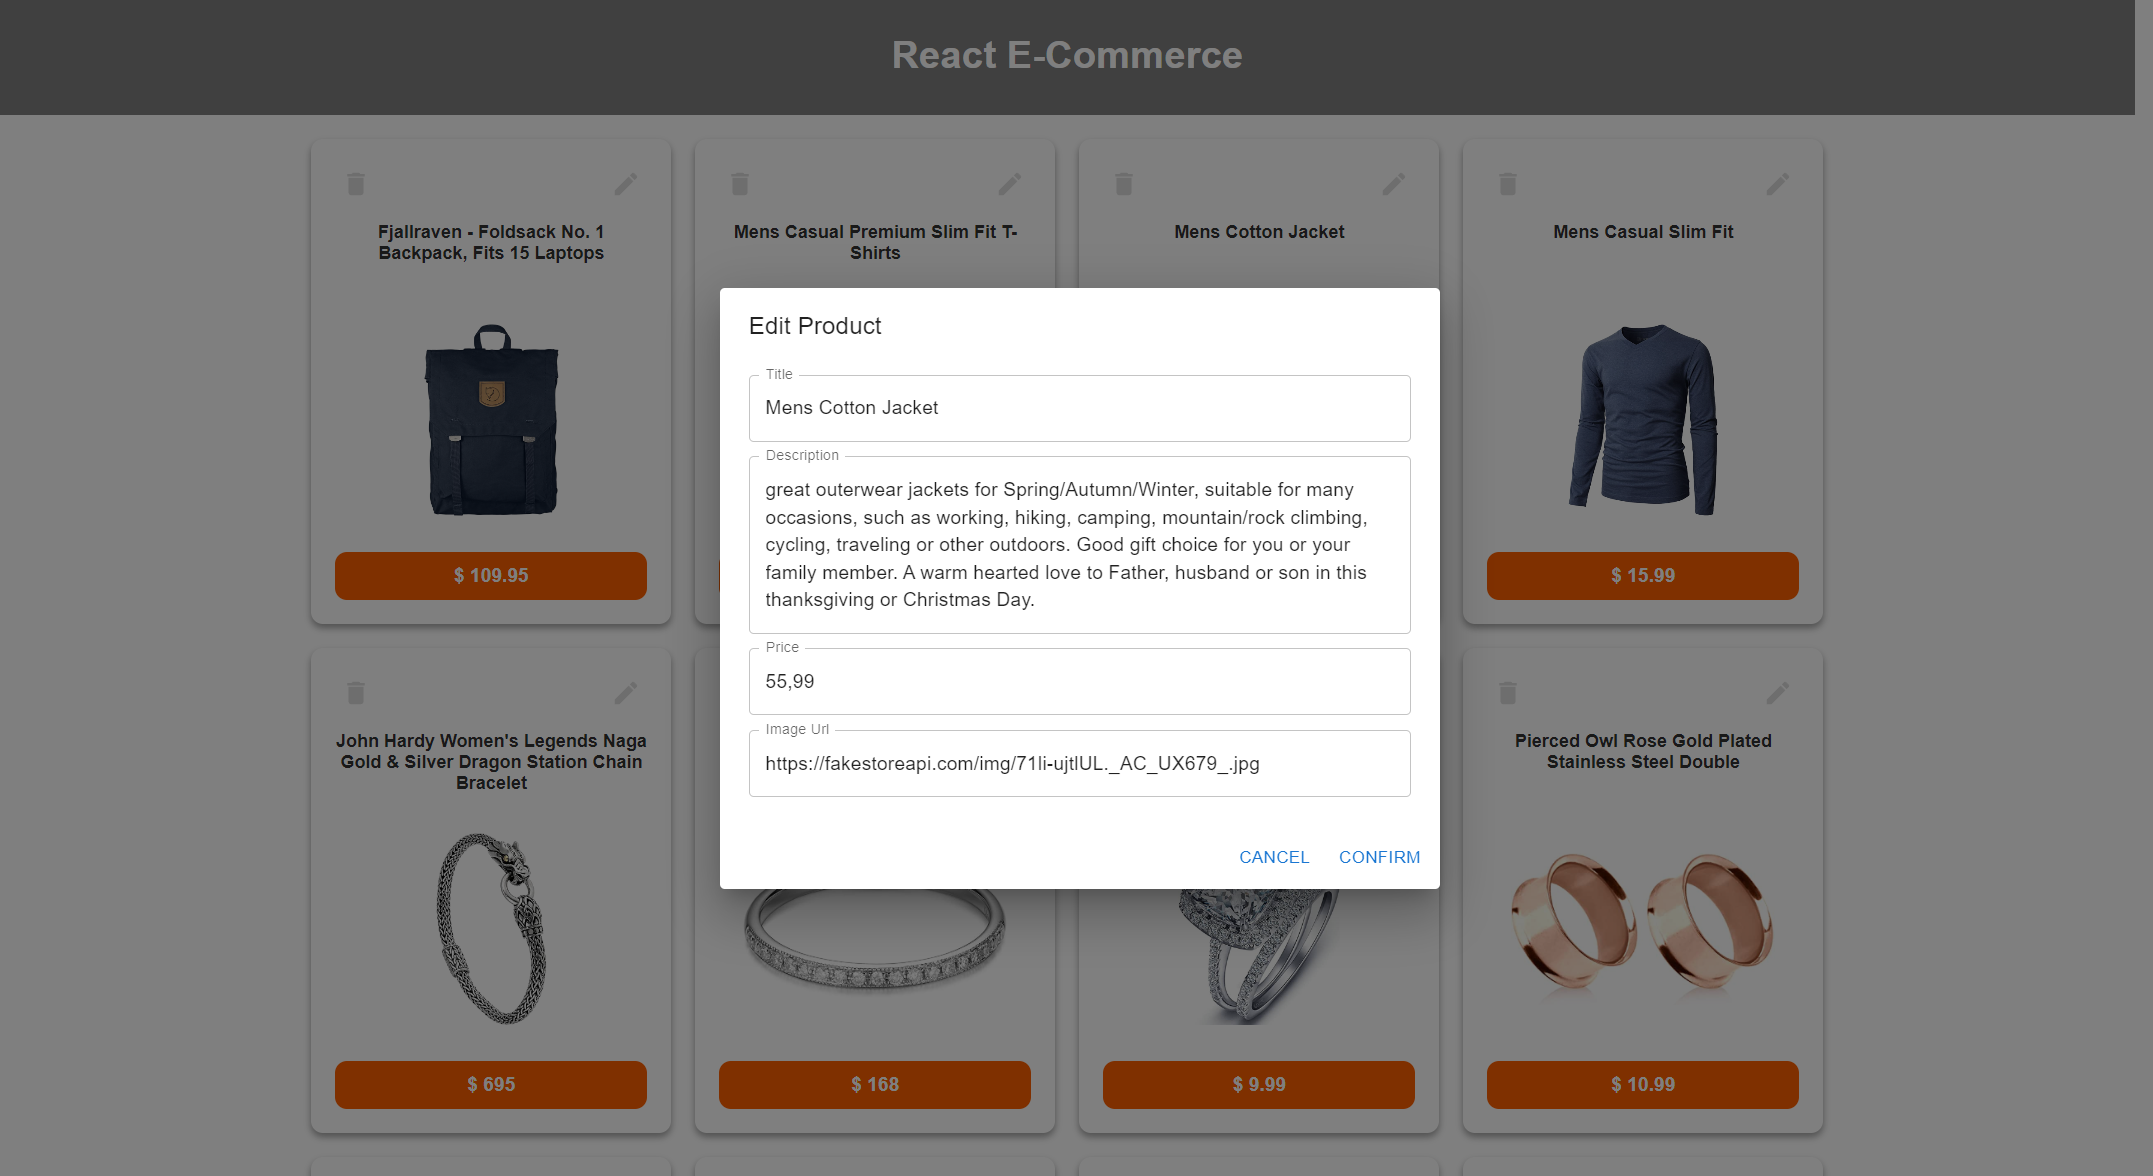 React E-Commerce
Fjallraven - Foldsack No. 1
Backpack, Fits 15 Laptops
Mens Casual Premium Slim Fit T-
Shirts
Mens Cotton Jacket
Mens Casual Slim Fit
$ 109.95
$ 15.99
Edit Product
Title
Mens Cotton Jacket
Description
great outerwear jackets for Spring/Autumn/Winter, suitable for many
occasions, such as working, hiking, camping, mountain/rock climbing,
cycling, traveling or other outdoors. Good gift choice for you or your
family member. A warm hearted love to Father, husband or son in this
thanksgiving or Christmas Day.
Price
55,99
Image Url
https://fakestoreapi.com/img/71li-ujtlUL._AC_UX679_.jpg
CANCEL
CONFIRM
John Hardy Women's Legends Naga
Gold & Silver Dragon Station Chain
Bracelet
Pierced Owl Rose Gold Plated
Stainless Steel Double
$ 695
$ 168
$ 9.99
$ 10.99